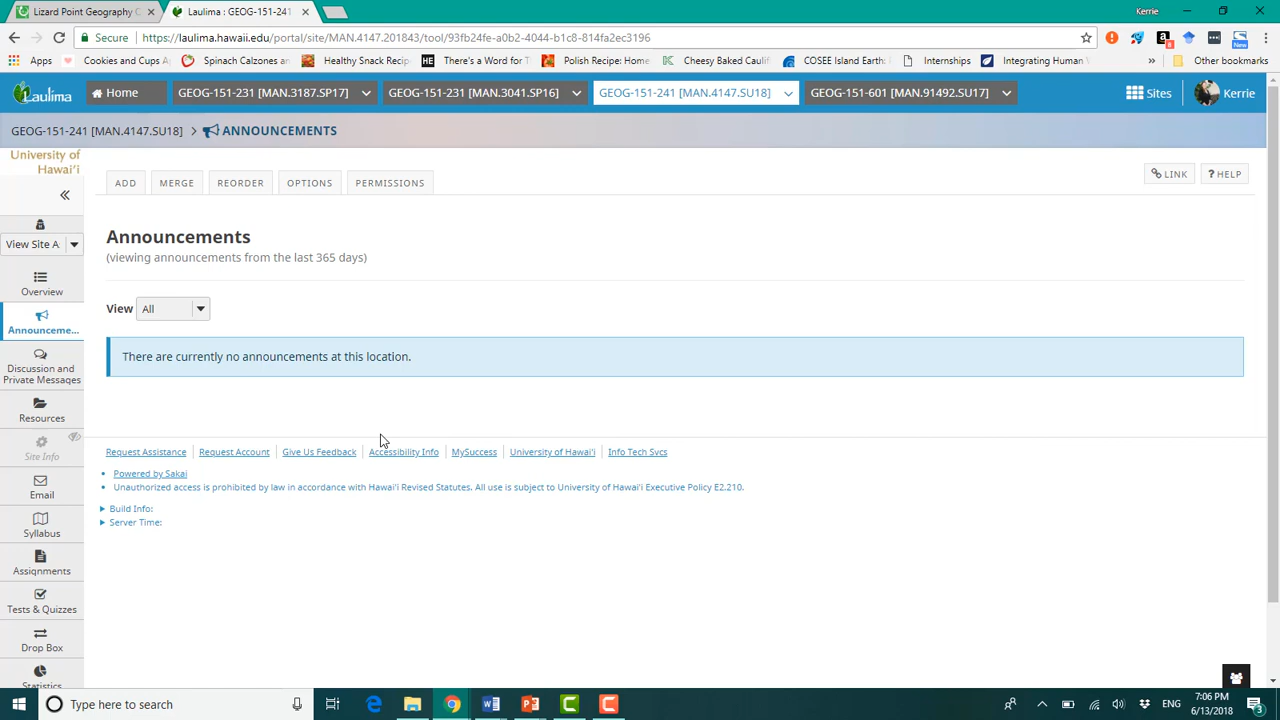 Lizard Point Geography
Laulima : GEOG-151-241
Kerrie
Secure
https://laulima.hawaii.edu/portal/site/MAN.4147.201843/tool/93fb24fe-a0b2-4044-b1c8-814fa2ec3196
Apps
Cookies and Cups A
Spinach Calzones
Healthy Snack Recip
HE
There's a Word for T
Polish Recipe: Home
Cheesy Baked Caulif
COSEE Island Earth:
Internships
Integrating Human
»
Other bookmarks
8
New
Laulima
Home
GEOG-151-231 [MAN.3187.SP17]
GEOG-151-231 [MAN.3041.SP16]
GEOG-151-241 [MAN.4147.SU18]
GEOG-151-601 [MAN.91492.SU17]
Sites
Kerrie
GEOG-151-241 [MAN.4147.SU18] > ANNOUNCEMENTS
University of
Hawaiʻi
ADD
MERGE
REORDER
OPTIONS
PERMISSIONS
LINK
? HELP
View Site A
Overview
Announceme...
Discussion and
Private Messages
Resources
Site Info
Email
Syllabus
Assignments
Tests & Quizzes
Drop Box
Statistics
Announcements
(viewing announcements from the last 365 days)
View
All
There are currently no announcements at this location.
Request Assistance
Request Account
Give Us Feedback
Accessibility Info
MySuccess
University of Hawaiʻi
Info Tech Svcs
• Powered by Sakai
• Unauthorized access is prohibited by law in accordance with Hawaiʻi Revised Statutes. All use is subject to University of Hawaiʻi Executive Policy E2.210.
Build Info:
Server Time:
Type here to search
ENG
7:06 PM
6/13/2018
3